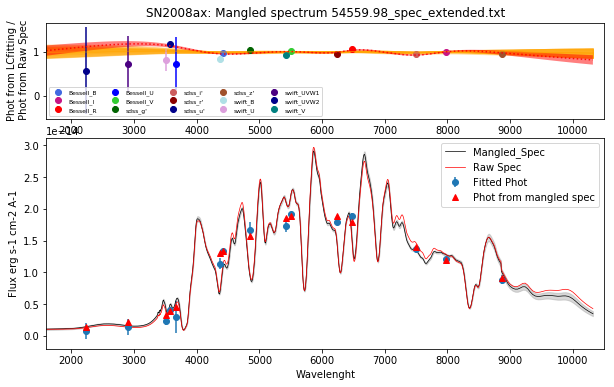 SN2008ax: Mangled spectrum 54559.98_spec_extended.txt
Phot from LCfitting /
Phot from Raw Spec
1
0
Bessell_B
Bessell_I
Bessell_R
Bessell_U
Bessell_V
sdss_g'
sdss_i'
sdss_r'
sdss_u'
sdss_z'
swift_B
swift_U
swift_UVW1
swift_UVW2
swift_V
2000 3000 4000 5000 6000 7000 8000 9000 10000
1e−14
Flux erg s-1 cm-2 A-1
3.0
2.5
2.0
1.5
1.0
0.5
0.0
Mangled_Spec
Raw Spec
Fitted Phot
Phot from mangled spec
2000 3000 4000 5000 6000 7000 8000 9000 10000
Wavelenght